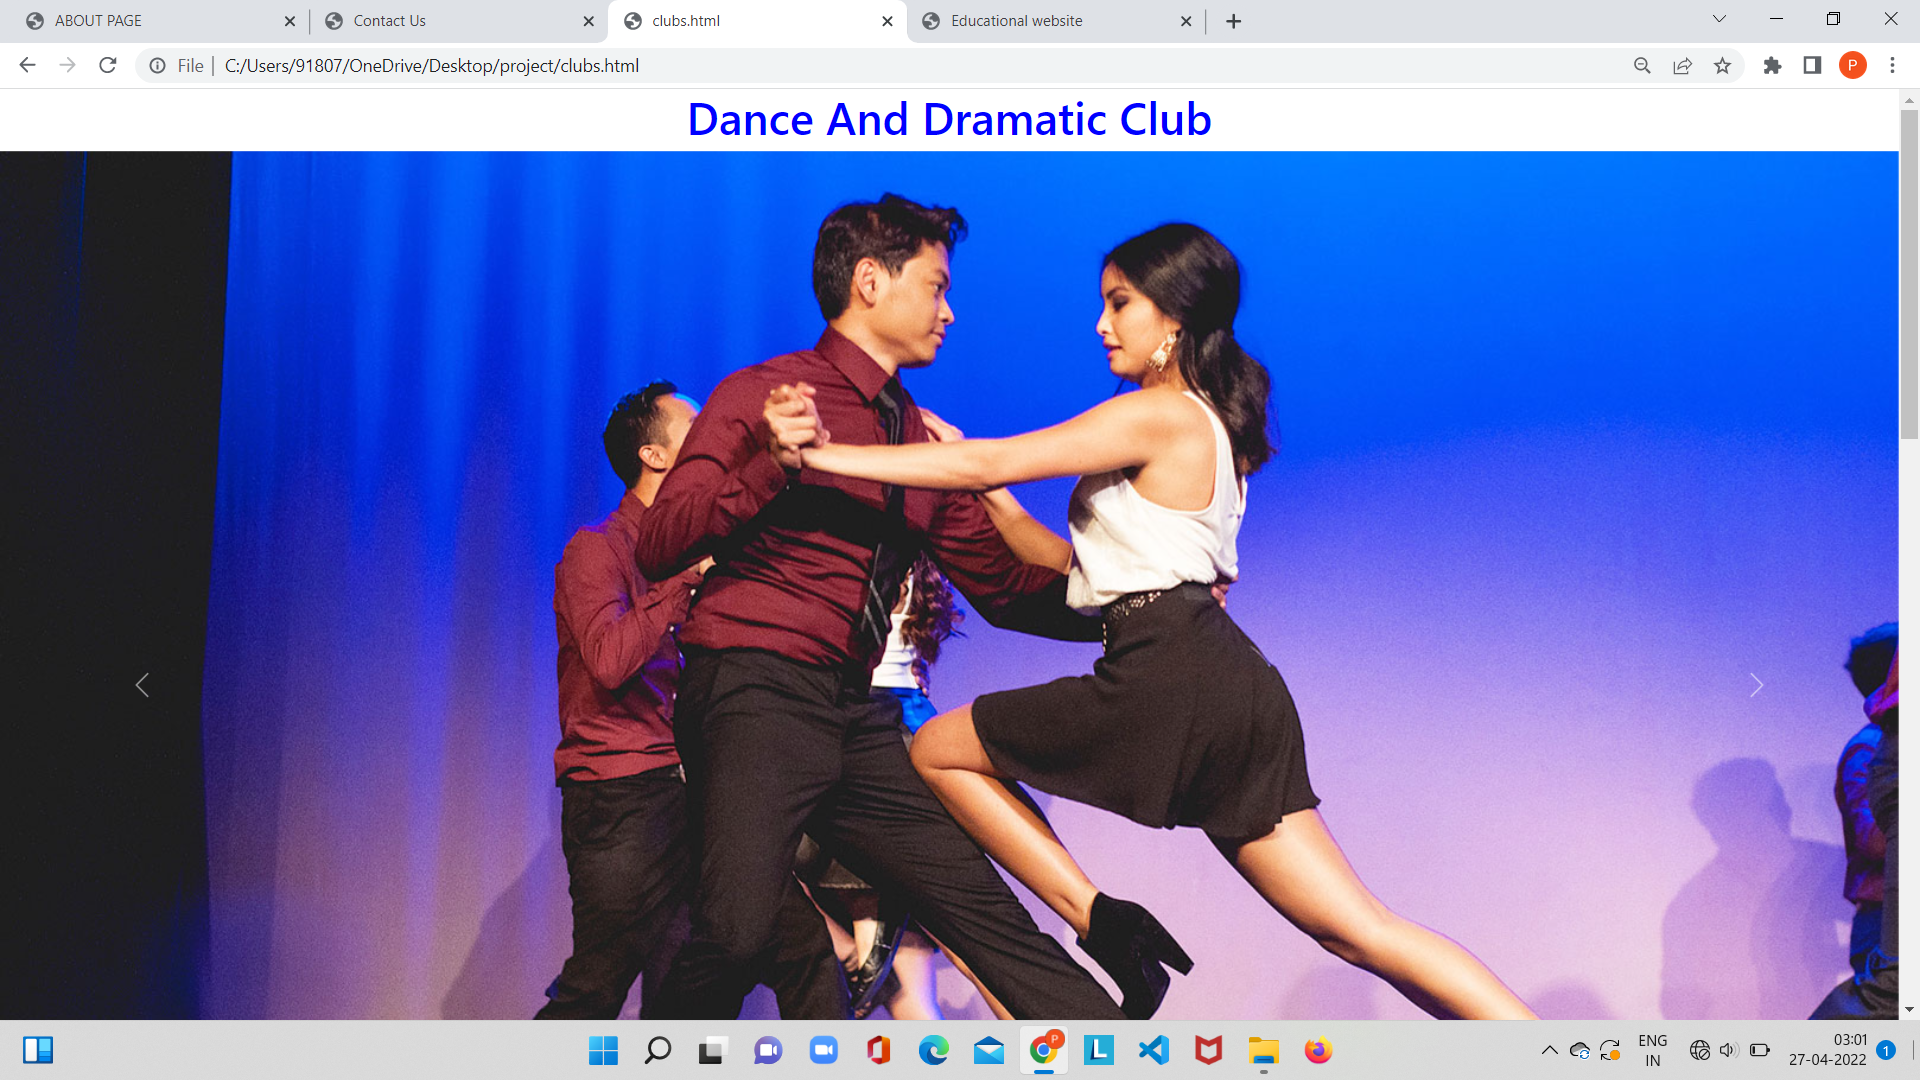 ABOUT PAGE
Contact Us
clubs.html
Educational website
File
C:/Users/91807/OneDrive/Desktop/project/clubs.html
P
Dance And Dramatic Club
P
L
ENG
IN
03:01
27-04-2022
1